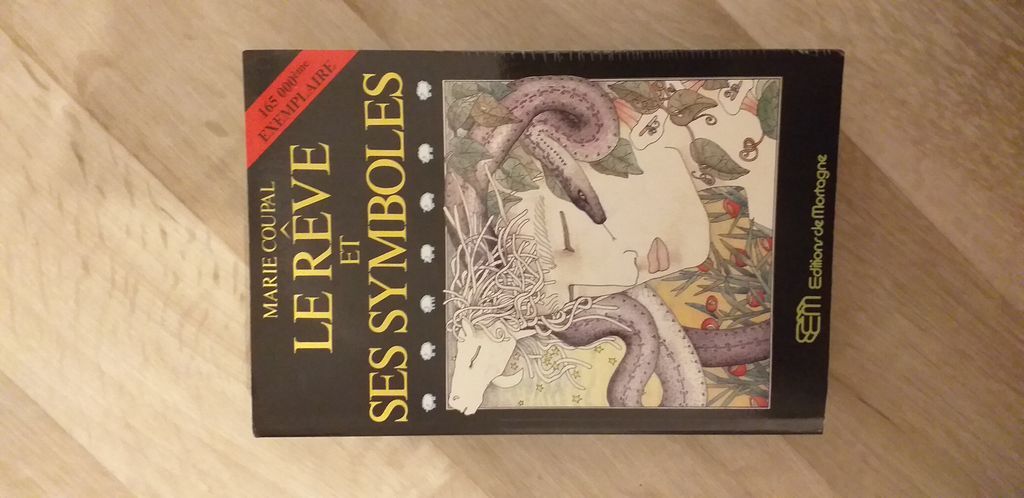 165 000ième
EXEMPLAIRE
MARIE COUPAL
LE RÊVE
ET
SES SYMBOLES
Éditions de Mortagne